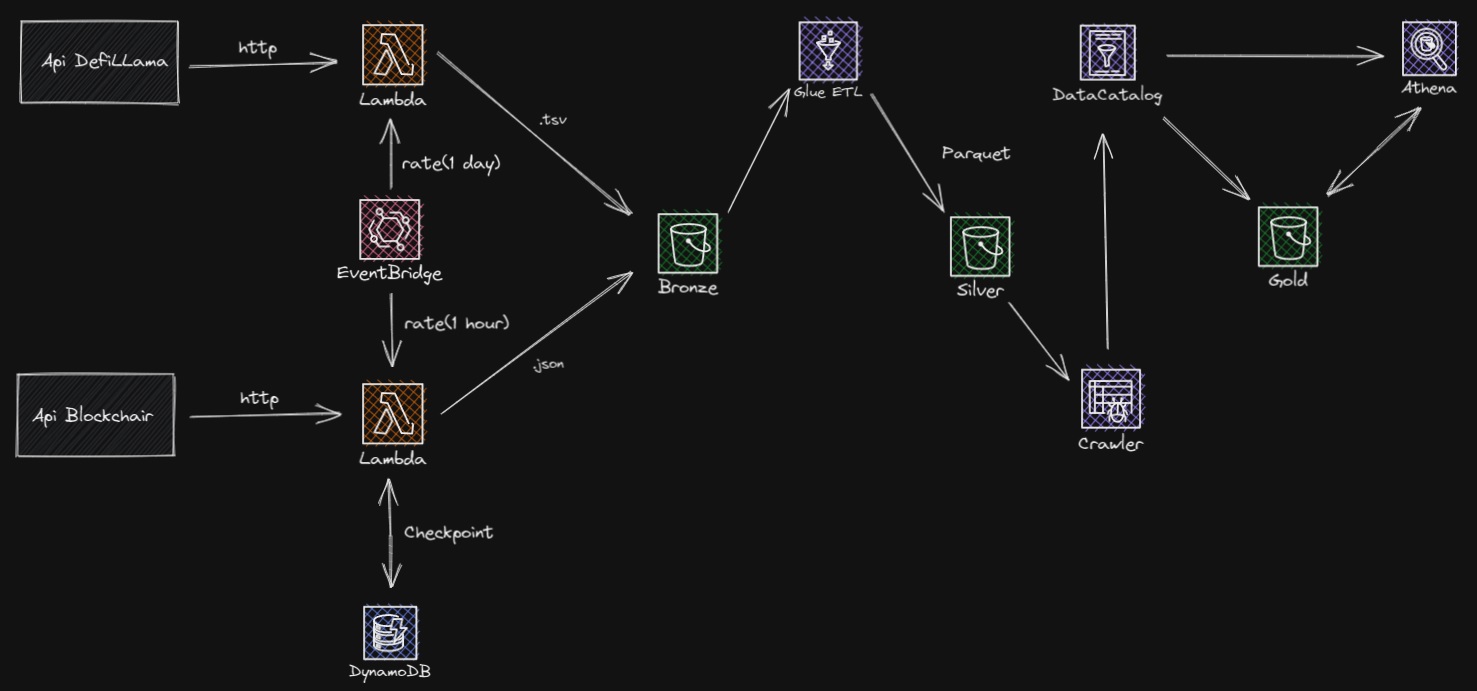 Api DefiLLama
http
Lambda
.tsv
rate(1 day)
EventBridge
rate(1 hour)
Api Blockchair
http
Lambda
.json
Checkpoint
DynamoDB
Bronze
Glue ETL
Parquet
Silver
Crawler
DataCatalog
Athena
Gold